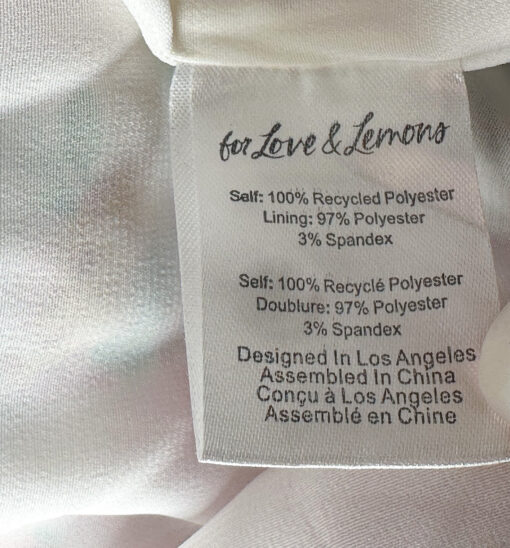 for Love & Lemons
Self: 100% Recycled Polyester
Lining: 97% Polyester
3% Spandex
Self: 100% Recyclé Polyester
Doublure: 97% Polyester
3% Spandex
Designed In Los Angeles
Assembled In China
Conçu à Los Angeles
Assemblé en Chine